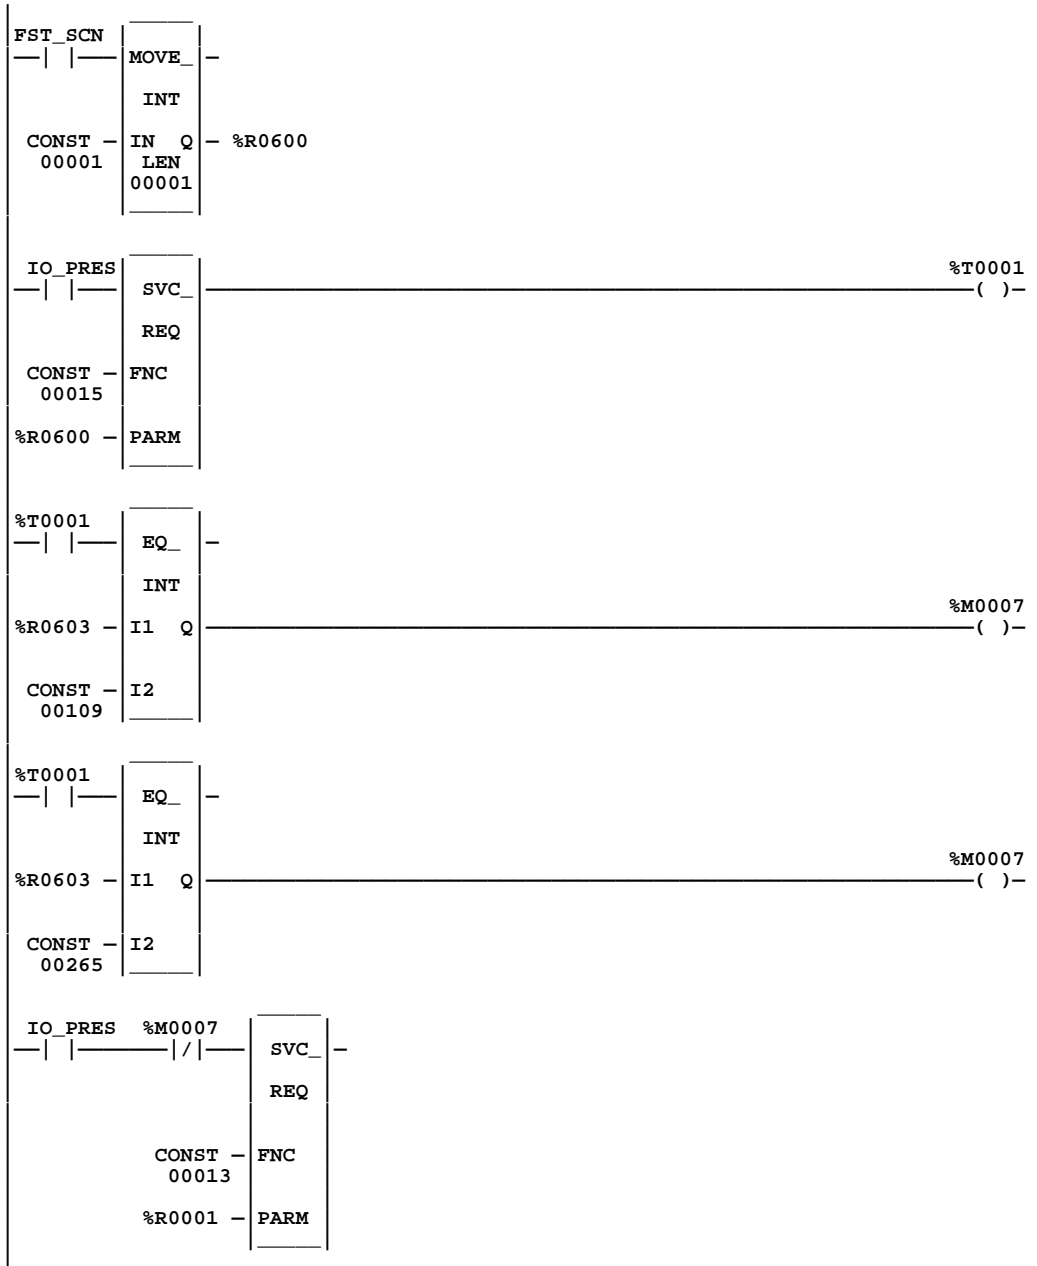 FST_SCN
MOVE_
INT
CONST IN Q %R0600
00001 LEN
00001
IO_PRES %T0001
SVC_ ( )
REQ
CONST FNC
00015
%R0600 PARM
%T0001
EQ_
INT
%M0007
%R0603 I1 Q ( )
CONST I2
00109
%T0001
EQ_
INT
%M0007
%R0603 I1 Q ( )
CONST I2
00265
IO_PRES %M0007
/ SVC_
REQ
CONST FNC
00013
%R0001 PARM